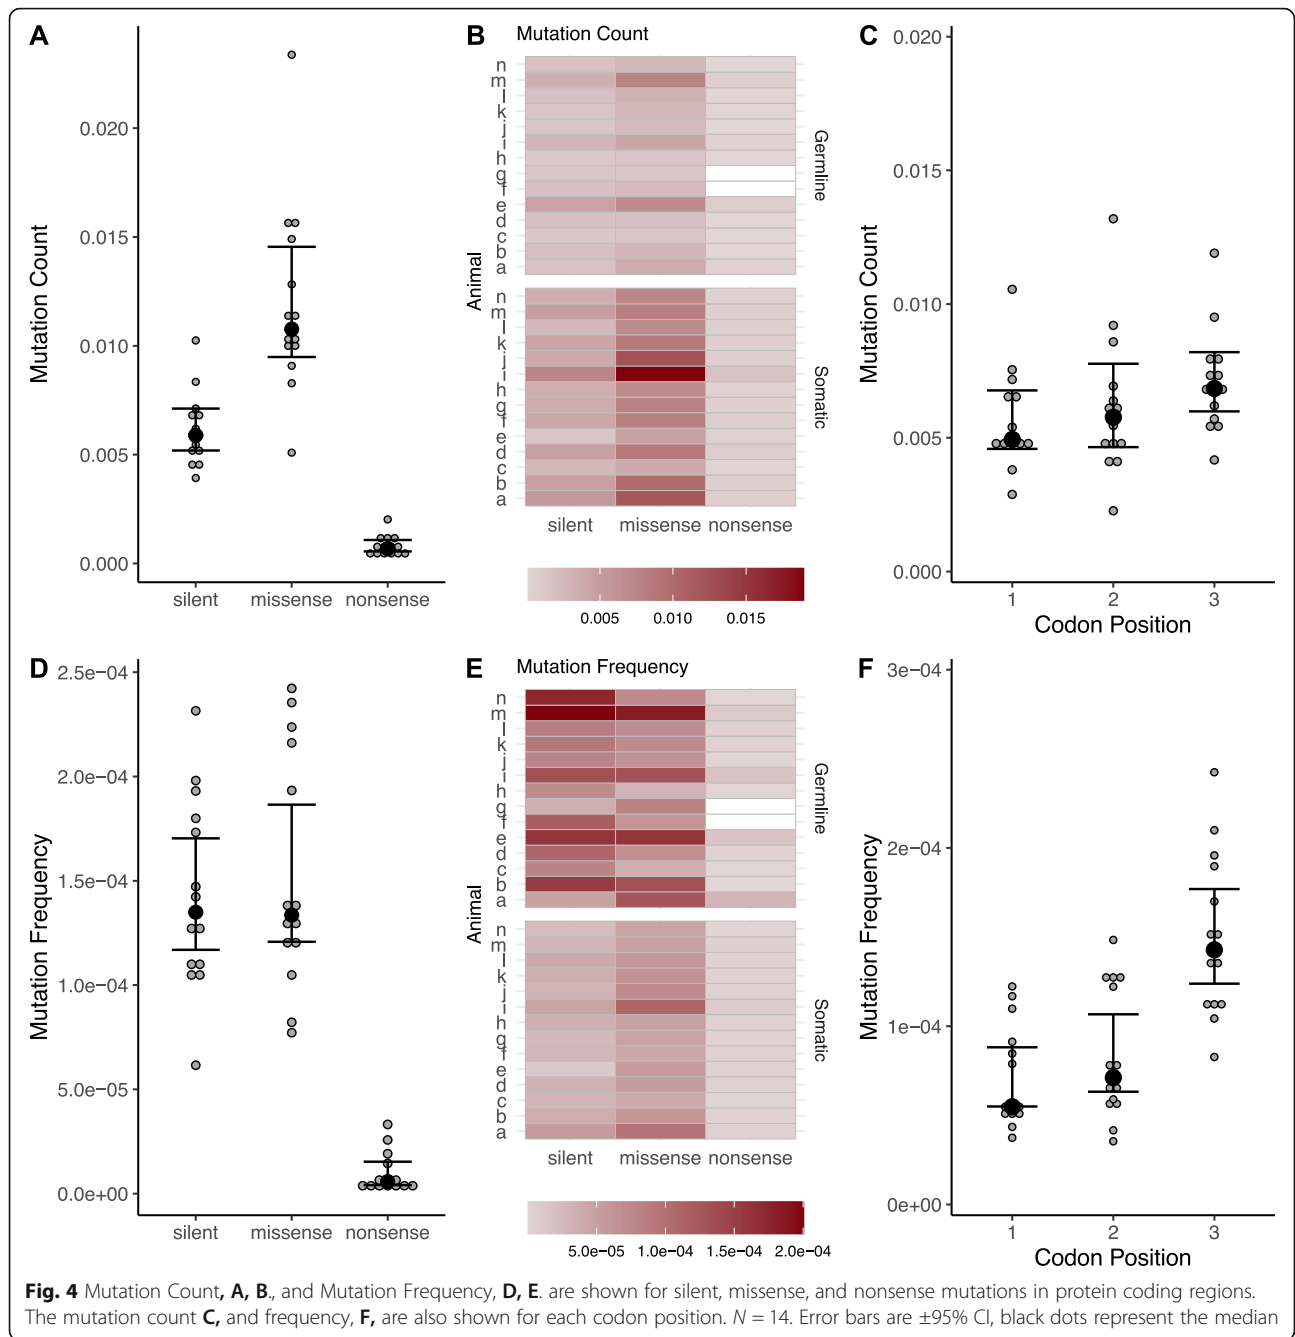 A
Mutation Count
0.020
0.015
0.010
0.005
0.000
silent missense nonsense
B Mutation Count
Animal
n
m
l
k
j
i
h
g
f
e
d
c
b
a
Germline
n
m
l
k
j
i
h
g
f
e
d
c
b
a
Somatic
silent missense nonsense
0.005 0.010 0.015
C
Mutation Count
0.020
0.015
0.010
0.005
0.000
1 2 3
Codon Position
D
Mutation Frequency
2.5e−04
2.0e−04
1.5e−04
1.0e−04
5.0e−05
0.0e+00
silent missense nonsense
E Mutation Frequency
Animal
n
m
l
k
j
i
h
g
f
e
d
c
b
a
Germline
n
m
l
k
j
i
h
g
f
e
d
c
b
a
Somatic
silent missense nonsense
5.0e−05 1.0e−04 1.5e−04 2.0e−04
F
Mutation Frequency
3e−04
2e−04
1e−04
0e+00
1 2 3
Codon Position
Fig. 4 Mutation Count, A, B., and Mutation Frequency, D, E. are shown for silent, missense, and nonsense mutations in protein coding regions.
The mutation count C, and frequency, F, are also shown for each codon position. N = 14. Error bars are ±95% CI, black dots represent the median